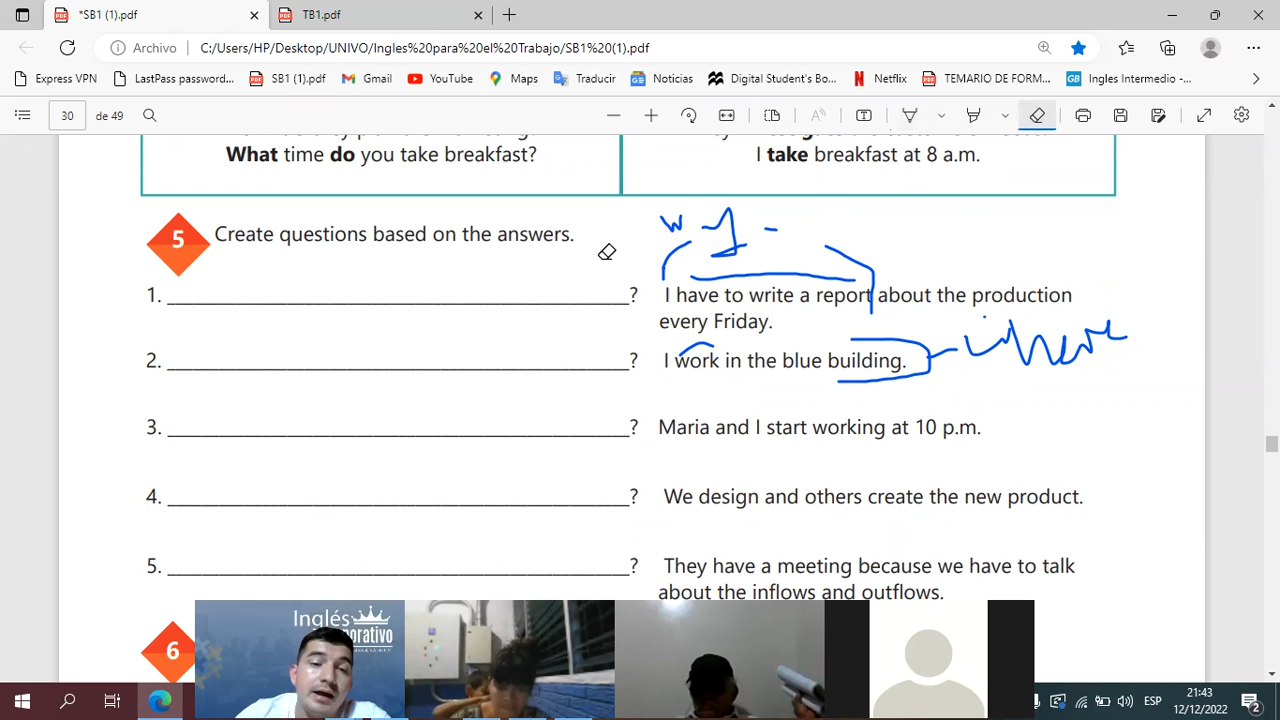 *SB1 (1).pdf
TB1.pdf
Archivo C:/Users/HP/Desktop/UNIVO/Ingles%20para%20el%20Trabajo/SB1%20(1).pdf
Express VPN LastPass password... SB1 (1).pdf Gmail YouTube Maps Traducir Noticias Digital Student's Bo... Netflix TEMARIO DE FORM... Ingles Intermedio -...
30 de 49
What time do you take breakfast?
I take breakfast at 8 a.m.
5 Create questions based on the answers.
w
1. ? I have to write a report about the production
every Friday.
2. ? I work in the blue building. where
3. ? Maria and I start working at 10 p.m.
4. ? We design and others create the new product.
5. ? They have a meeting because we have to talk
about the inflows and outflows.
6
Inglés
ESP
21:43
12/12/2022
2